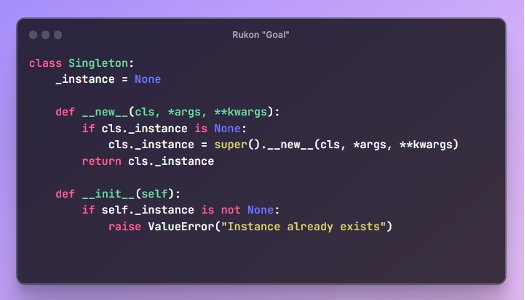 Rukon "Goal"
class Singleton:
    _instance = None

    def __new__(cls, *args, **kwargs):
        if cls._instance is None:
            cls._instance = super().__new__(cls, *args, **kwargs)
        return cls._instance

    def __init__(self):
        if self._instance is not None:
            raise ValueError("Instance already exists")